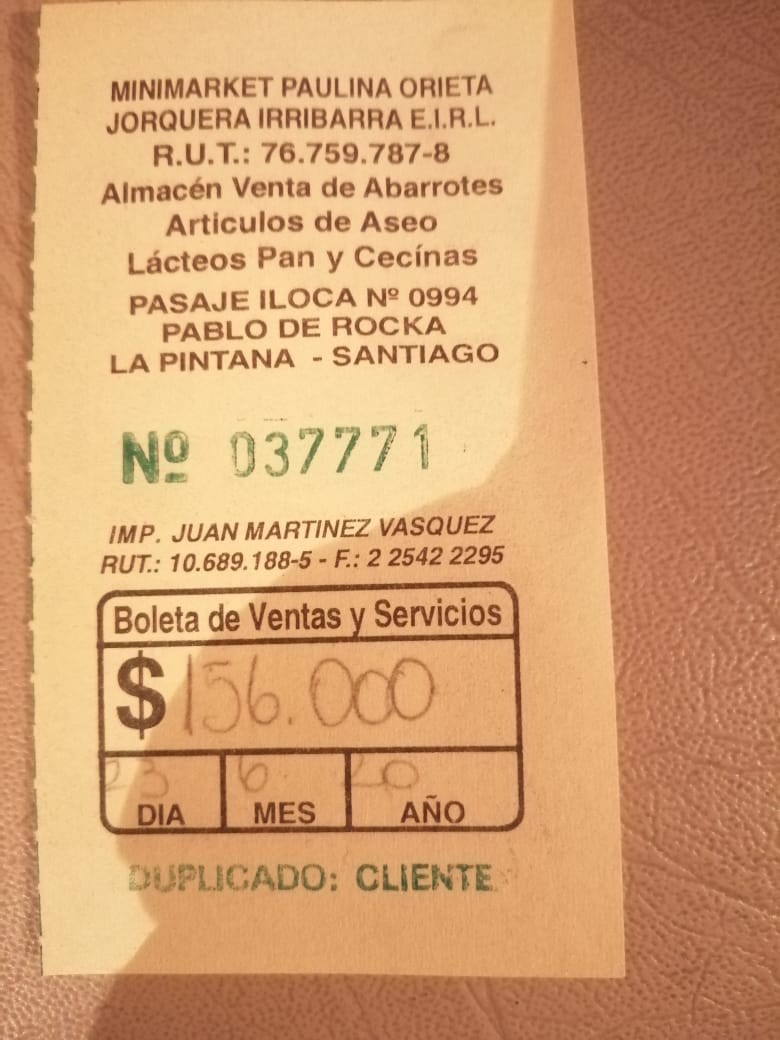 MINIMARKET PAULINA ORIETA
JORQUERA IRRIBARRA E.I.R.L.
R.U.T.: 76.759.787-8
Almacén Venta de Abarrotes
Articulos de Aseo
Lácteos Pan y Cecínas
PASAJE ILOCA Nº 0994
PABLO DE ROCKA
LA PINTANA - SANTIAGO
Nº 037771
IMP. JUAN MARTINEZ VASQUEZ
RUT.: 10.689.188-5 - F.: 2 2542 2295
Boleta de Ventas y Servicios
$ 156.000
23 6 20
DIA MES AÑO
DUPLICADO: CLIENTE